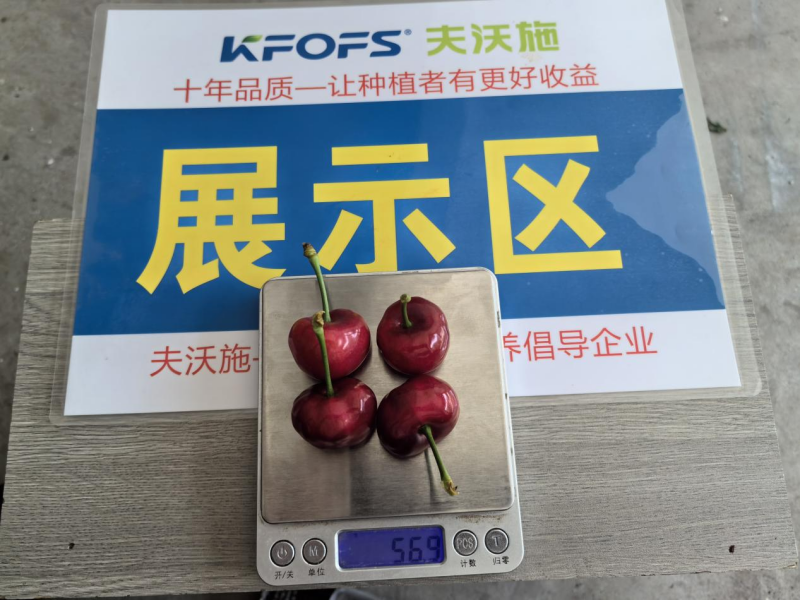 KFOFS® 夫沃施
十年品质—让种植者有更好收益
展示区
夫沃施-
养倡导企业
56.9
M
PCS
T
开/关
单位
计数
归零